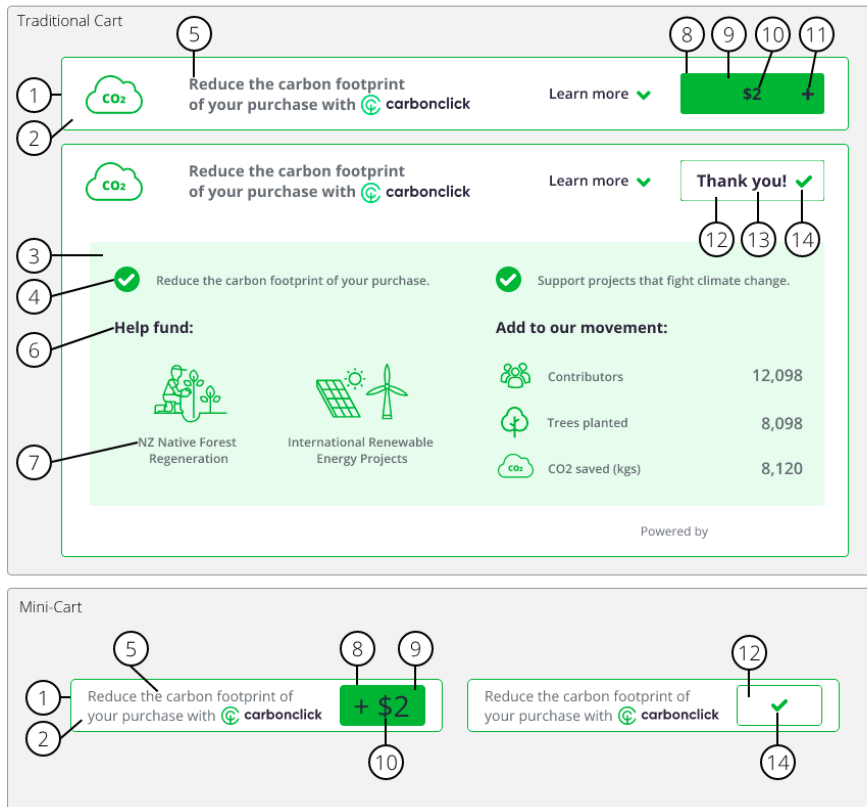 Traditional Cart
5
8
9
10
11
1
2
CO2
Reduce the carbon footprint
of your purchase with carbonclick
Learn more
$2
+
CO2
Reduce the carbon footprint
of your purchase with carbonclick
Learn more
Thank you!
12
13
14
3
4
Reduce the carbon footprint of your purchase.
Support projects that fight climate change.
6
Help fund:
Add to our movement:
Contributors
12,098
Trees planted
8,098
7
NZ Native Forest
Regeneration
International Renewable
Energy Projects
CO2
CO2 saved (kgs)
8,120
Powered by
Mini-Cart
5
8
9
12
1
2
Reduce the carbon footprint of
your purchase with carbonclick
+ $2
10
Reduce the carbon footprint of
your purchase with carbonclick
14